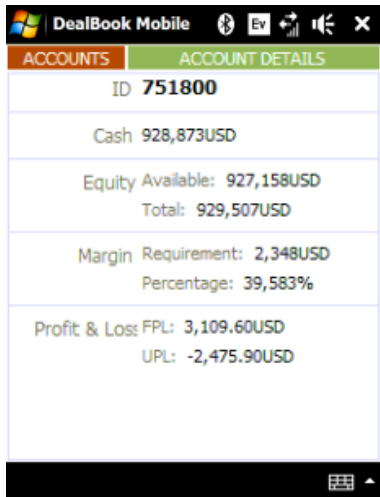 DealBook Mobile Ev
ACCOUNTS ACCOUNT DETAILS
ID 751800
Cash 928,873USD
Equity Available: 927,158USD
Total: 929,507USD
Margin Requirement: 2,348USD
Percentage: 39,583%
Profit & Loss FPL: 3,109.60USD
UPL: -2,475.90USD